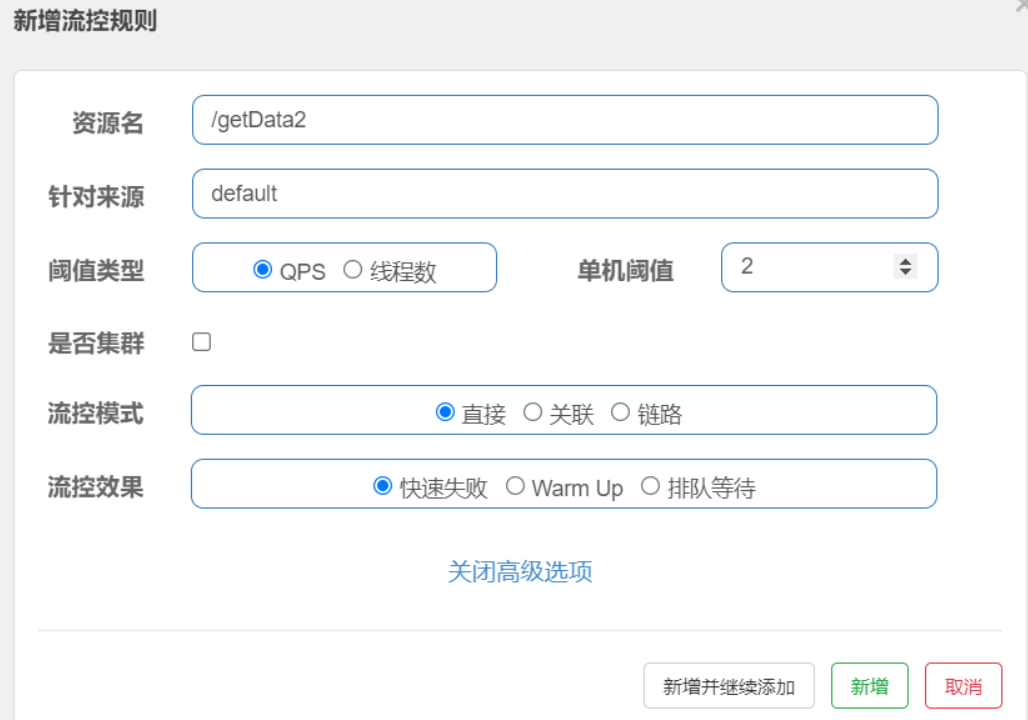 新增流控规则
资源名 /getData2
针对来源 default
阈值类型 QPS 线程数 单机阈值 2
是否集群
流控模式 直接 关联 链路
流控效果 快速失败 Warm Up 排队等待
关闭高级选项
新增并继续添加 新增 取消